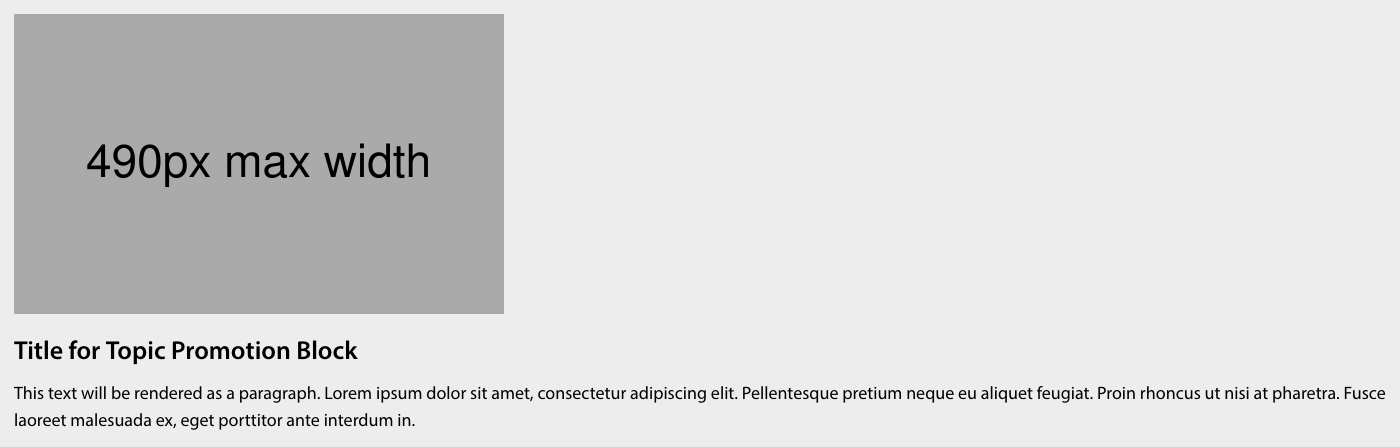 490px max width
Title for Topic Promotion Block
This text will be rendered as a paragraph. Lorem ipsum dolor sit amet, consectetur adipiscing elit. Pellentesque pretium neque eu aliquet feugiat. Proin rhoncus ut nisi at pharetra. Fusce
laoreet malesuada ex, eget porttitor ante interdum in.